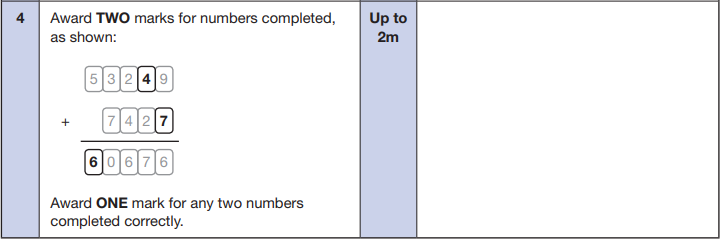 4
Award TWO marks for numbers completed,
as shown:
5 3 2 4 9
+ 7 4 2 7
6 0 6 7 6
Award ONE mark for any two numbers
completed correctly.
Up to
2m